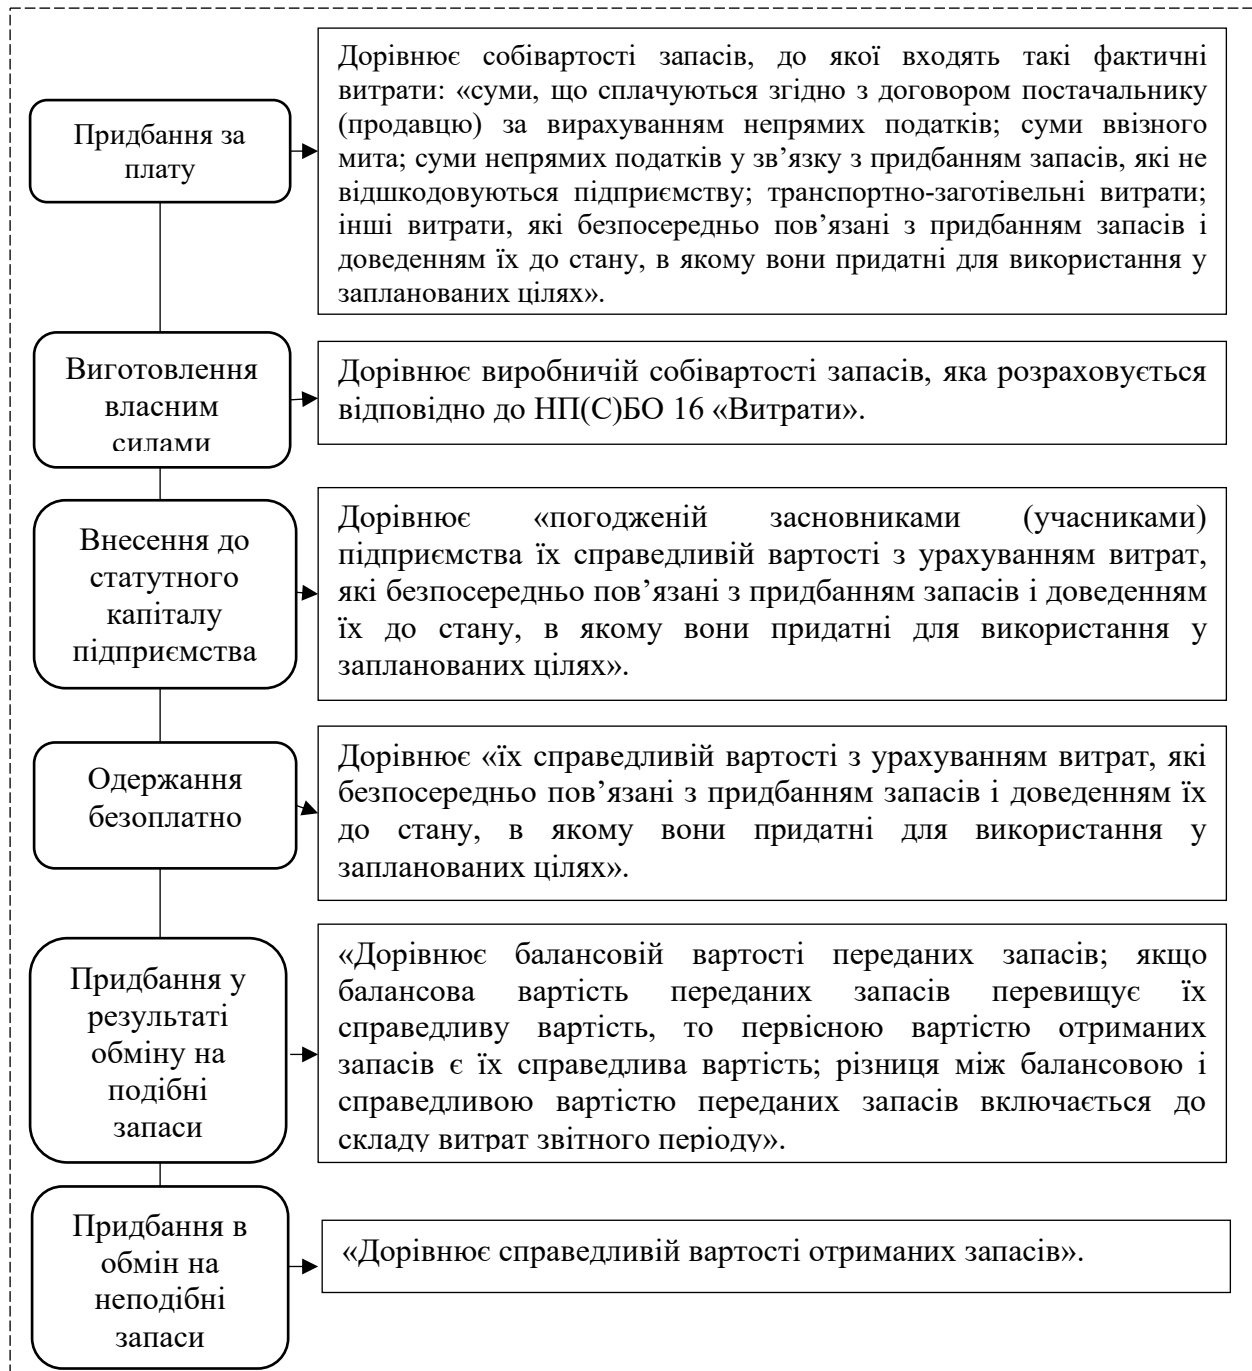 Придбання за
плату
Дорівнює собівартості запасів, до якої входять такі фактичні
витрати: «суми, що сплачуються згідно з договором постачальнику
(продавцю) за вирахуванням непрямих податків; суми ввізного
мита; суми непрямих податків у зв’язку з придбанням запасів, які не
відшкодовуються підприємству; транспортно-заготівельні витрати;
інші витрати, які безпосередньо пов’язані з придбанням запасів і
доведенням їх до стану, в якому вони придатні для використання у
запланованих цілях».
Виготовлення
власним
силами
Дорівнює виробничій собівартості запасів, яка розраховується
відповідно до НП(С)БО 16 «Витрати».
Внесення до
статутного
капіталу
підприємства
Дорівнює «погодженій засновниками (учасниками)
підприємства їх справедливій вартості з урахуванням витрат,
які безпосередньо пов’язані з придбанням запасів і доведенням
їх до стану, в якому вони придатні для використання у
запланованих цілях».
Одержання
безоплатно
Дорівнює «їх справедливій вартості з урахуванням витрат, які
безпосередньо пов’язані з придбанням запасів і доведенням їх
до стану, в якому вони придатні для використання у
запланованих цілях».
Придбання у
результаті
обміну на
подібні
запаси
«Дорівнює балансовій вартості переданих запасів; якщо
балансова вартість переданих запасів перевищує їх
справедливу вартість, то первісною вартістю отриманих
запасів є їх справедлива вартість; різниця між балансовою і
справедливою вартістю переданих запасів включається до
складу витрат звітного періоду».
Придбання в
обмін на
неподібні
запаси
«Дорівнює справедливій вартості отриманих запасів».